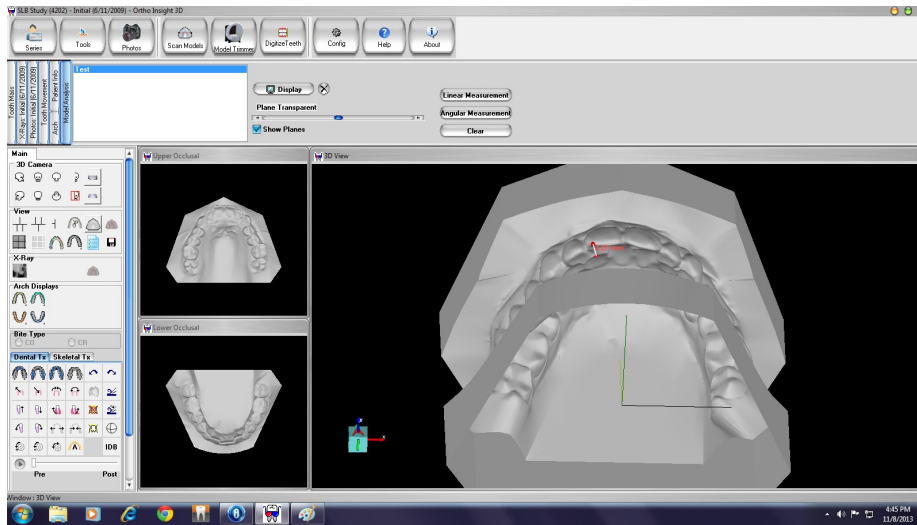 SLB Study (4202) - Initial (6/11/2009) - Ortho Insight 3D
Series
Tools
Photos
Scan Models
Model Trimmer
DigitizeTeeth
Config
Help
About
Tooth Mass
X-Rays: Initial (6/11/2009)
Photos: Initial (6/11/2009)
Tooth Movement
Arch
Patient Info
Model Analysis
Test
Display
Plane Transparent
Show Planes
Linear Measurement
Angular Measurement
Clear
Main
3D Camera
View
X-Ray
Arch Displays
Bite Type
CO
CR
Dental Tx
Skeletal Tx
IDB
Pre
Post
Upper Occlusal
Lower Occlusal
3D View
Window : 3D View
4:45 PM
11/8/2013